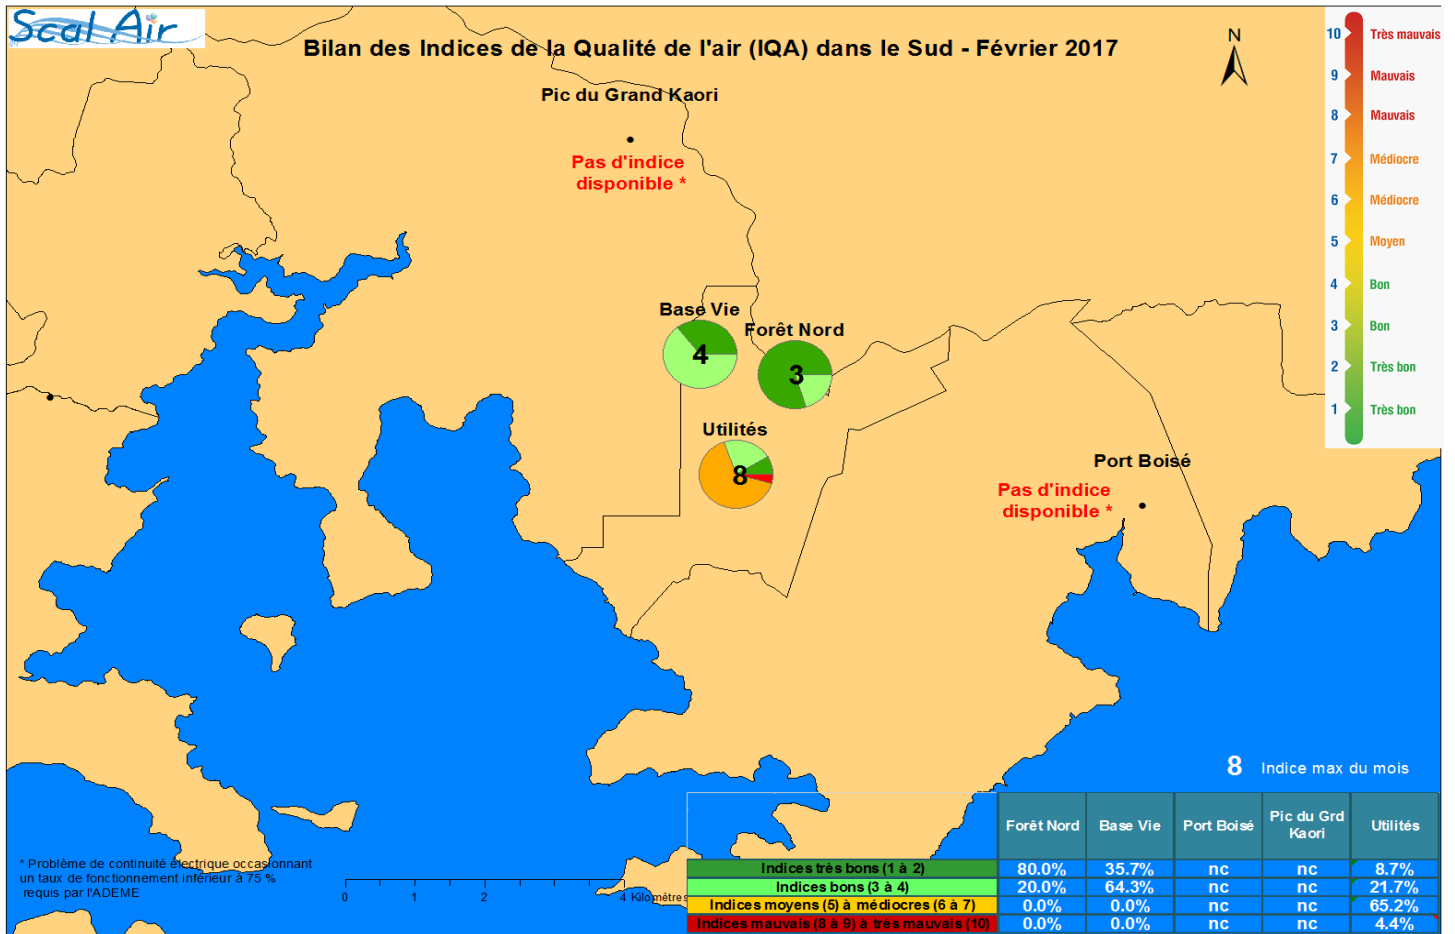 Scal Air
Bilan des Indices de la Qualité de l'air (IQA) dans le Sud - Février 2017
N
10 Très mauvais
9 Mauvais
8 Mauvais
7 Médiocre
6 Médiocre
5 Moyen
4 Bon
3 Bon
2 Très bon
1 Très bon
Pic du Grand Kaori
Pas d'indice
disponible *
Base Vie
4
Forêt Nord
3
Utilités
8
Port Boisé
Pas d'indice
disponible *
8 Indice max du mois
* Problème de continuité électrique occasionnant
un taux de fonctionnement inférieur à 75 %
requis par l'ADEME
0 1 2 4 Kilomètres
Forêt Nord Base Vie Port Boisé Pic du Grd Kaori Utilités
Indices très bons (1 à 2) 80.0% 35.7% nc nc 8.7%
Indices bons (3 à 4) 20.0% 64.3% nc nc 21.7%
Indices moyens (5) à médiocres (6 à 7) 0.0% 0.0% nc nc 65.2%
Indices mauvais (8 à 9) à très mauvais (10) 0.0% 0.0% nc nc 4.4%